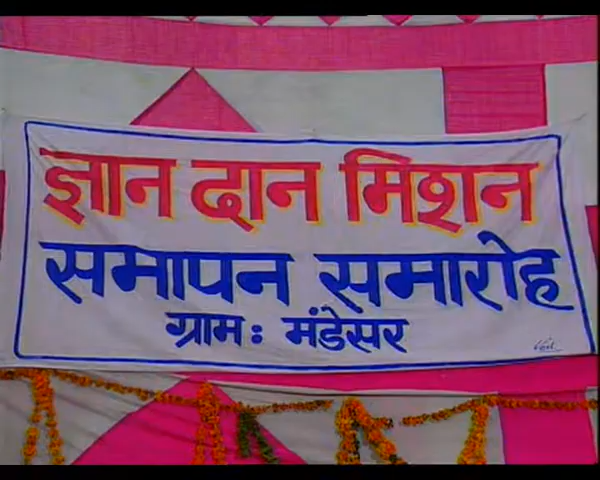 ज्ञान दान मिशन
समापन समारोह
ग्राम: मंडेसर